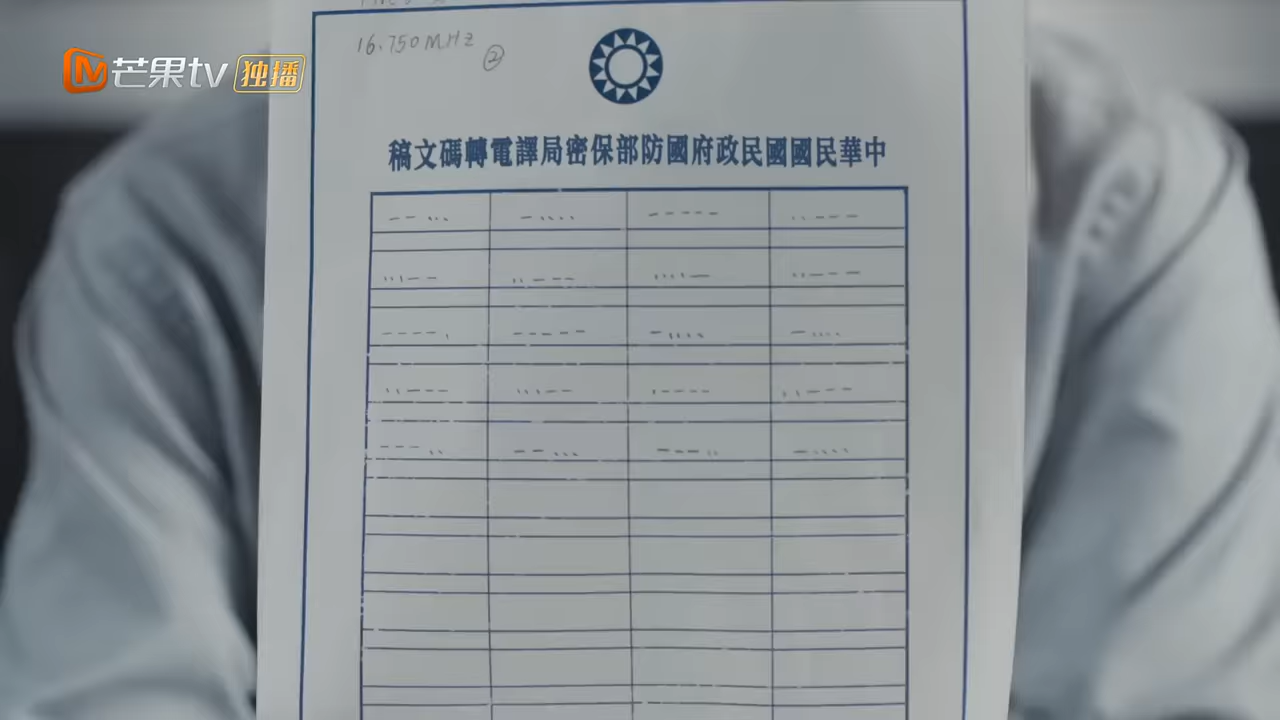 芒果tv 独播
16.750MHz ②
中華民國國民政府國防部保密局譯電轉碼文稿
--... -.... ----- ..---
...-- ..--- ....- ..---
----. ----- -.... -....
..--- ...-- .---- ..---
---.. --... ---.. -....